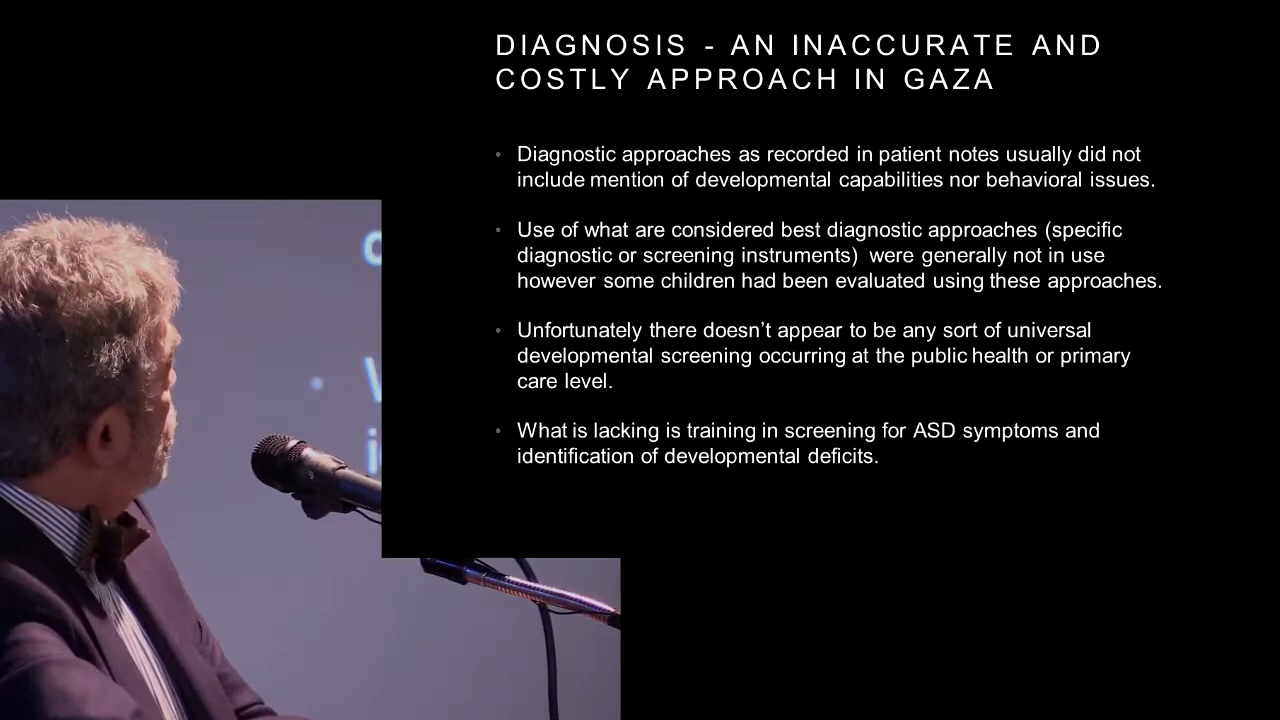 DIAGNOSIS - AN INACCURATE AND
COSTLY APPROACH IN GAZA
• Diagnostic approaches as recorded in patient notes usually did not
include mention of developmental capabilities nor behavioral issues.
• Use of what are considered best diagnostic approaches (specific
diagnostic or screening instruments) were generally not in use
however some children had been evaluated using these approaches.
• Unfortunately there doesn't appear to be any sort of universal
developmental screening occurring at the public health or primary
care level.
• What is lacking is training in screening for ASD symptoms and
identification of developmental deficits.